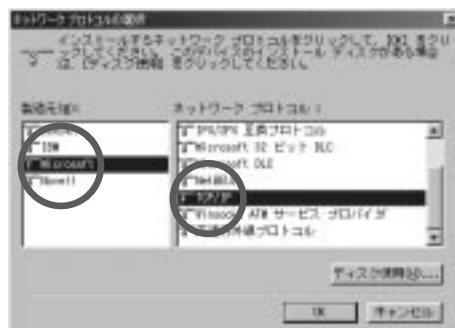 ネットワーク プロトコルの選択
インストールするネットワーク プロトコルをクリックして、[OK] をクリ
ックしてください。このデバイスのインストール ディスクがある場合
は、[ディスク使用] をクリックしてください。
製造元(M):
ネットワーク プロトコル :
IBM
Microsoft
Novell
IPX/SPX 互換プロトコル
Microsoft 32 ビット DLC
Microsoft DLC
NetBEUI
TCP/IP
Winsock ATM サービス プロバイダ
高速赤外線プロトコル
ディスク使用(H)...
OK
キャンセル